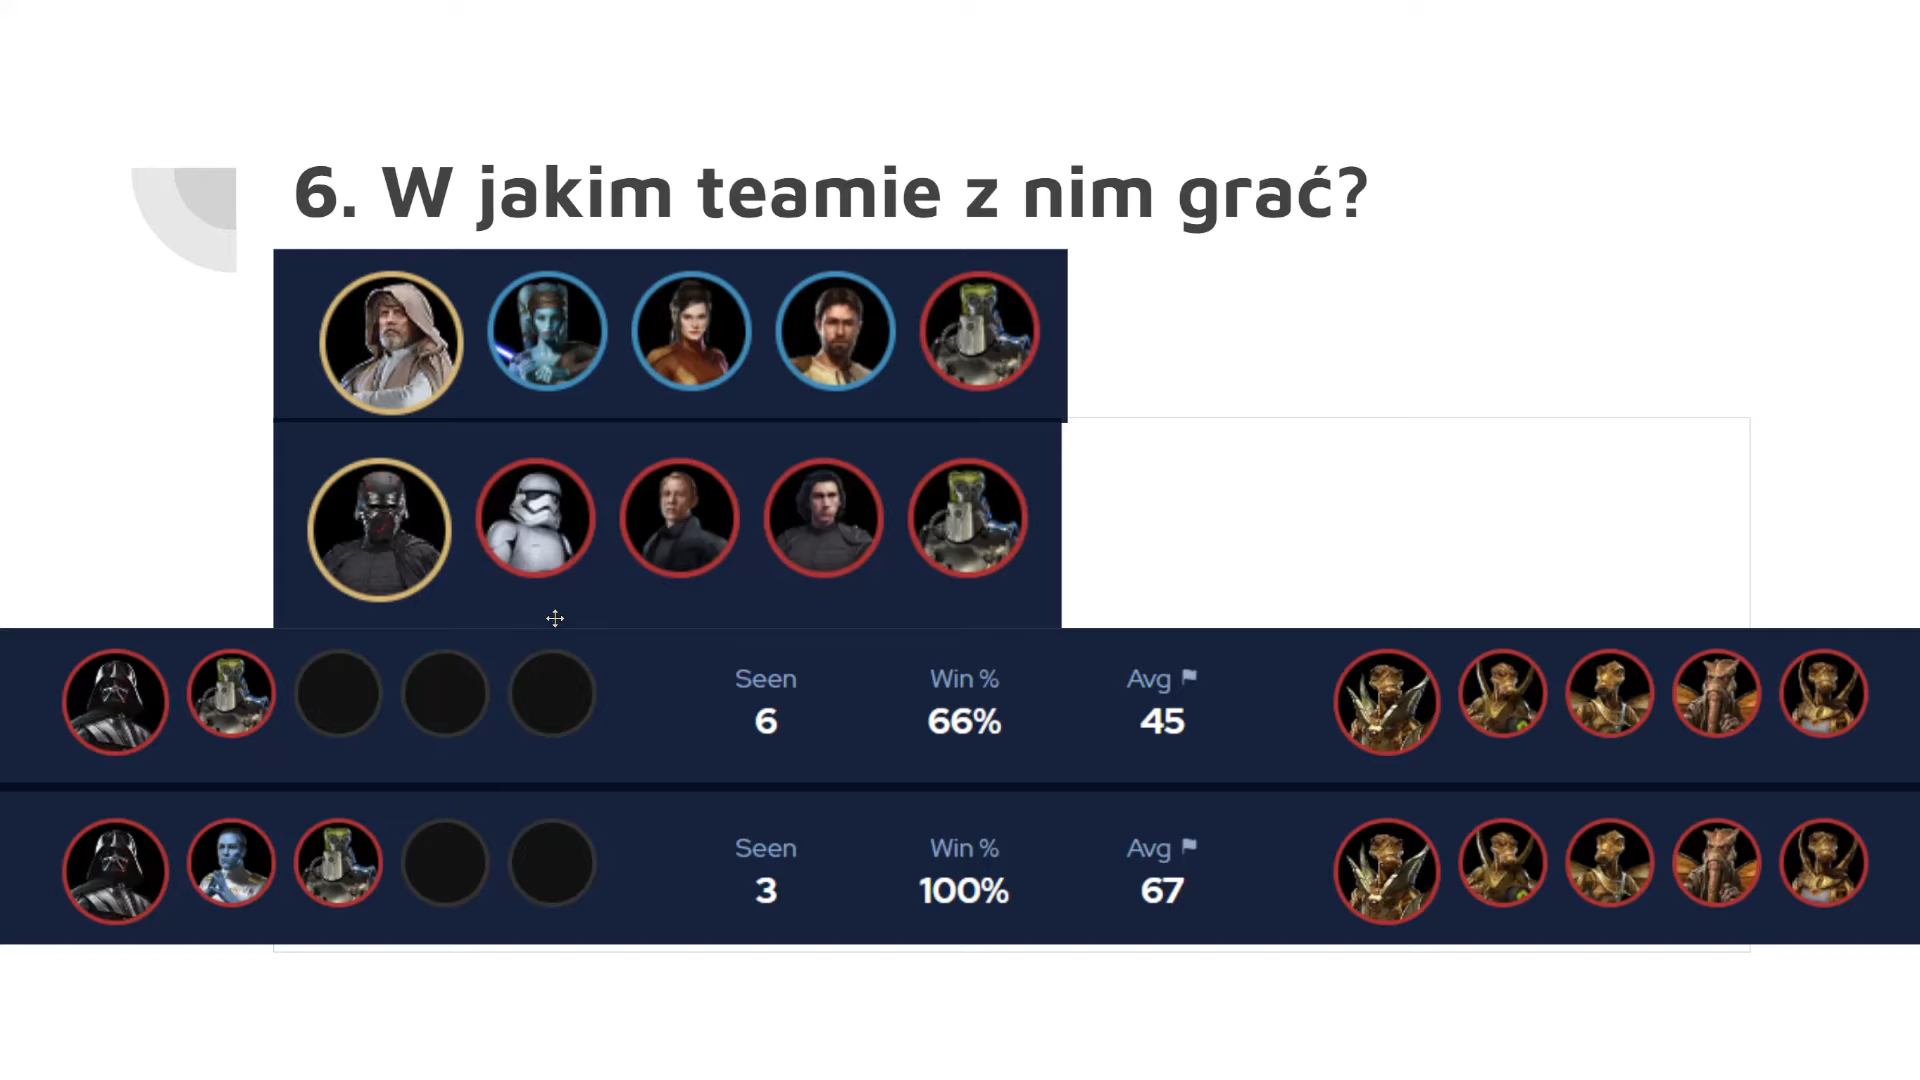 6. W jakim teamie z nim grać?
Seen Win % Avg
6 66% 45
Seen Win % Avg
3 100% 67